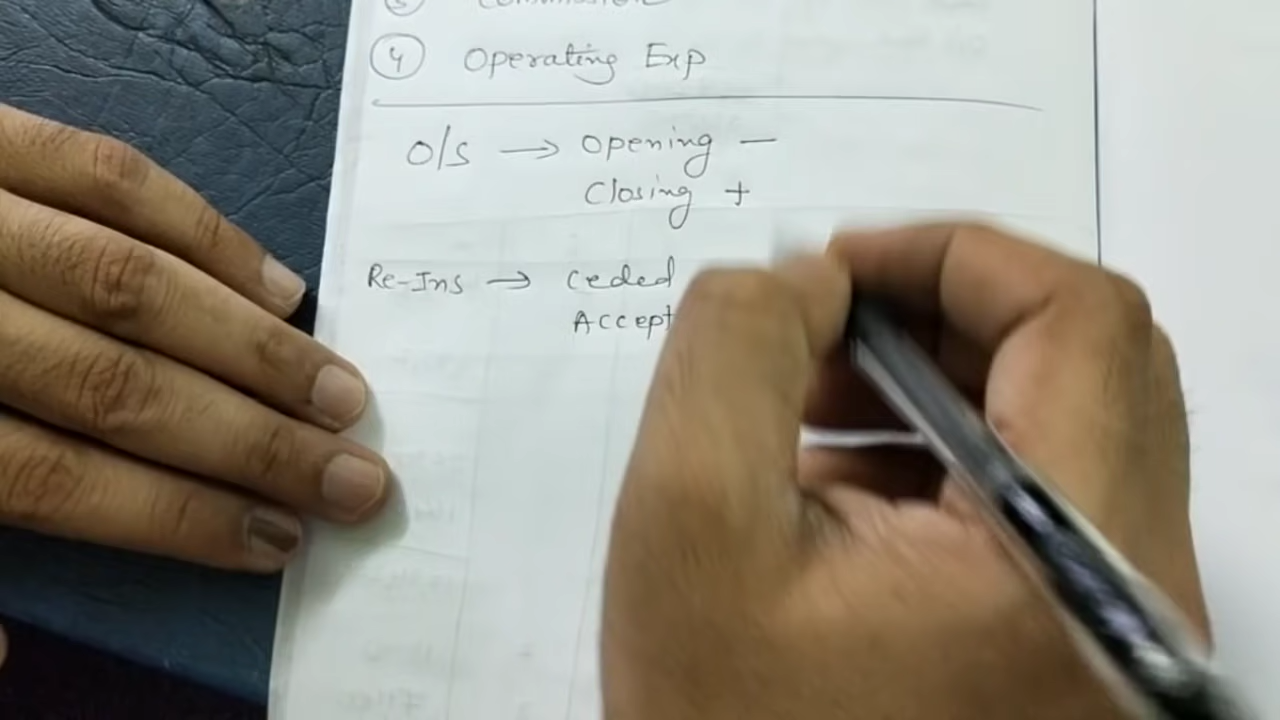 ④ Operating Exp
O/S → Opening —
Closing +
Re-Ins → Ceded
Accept